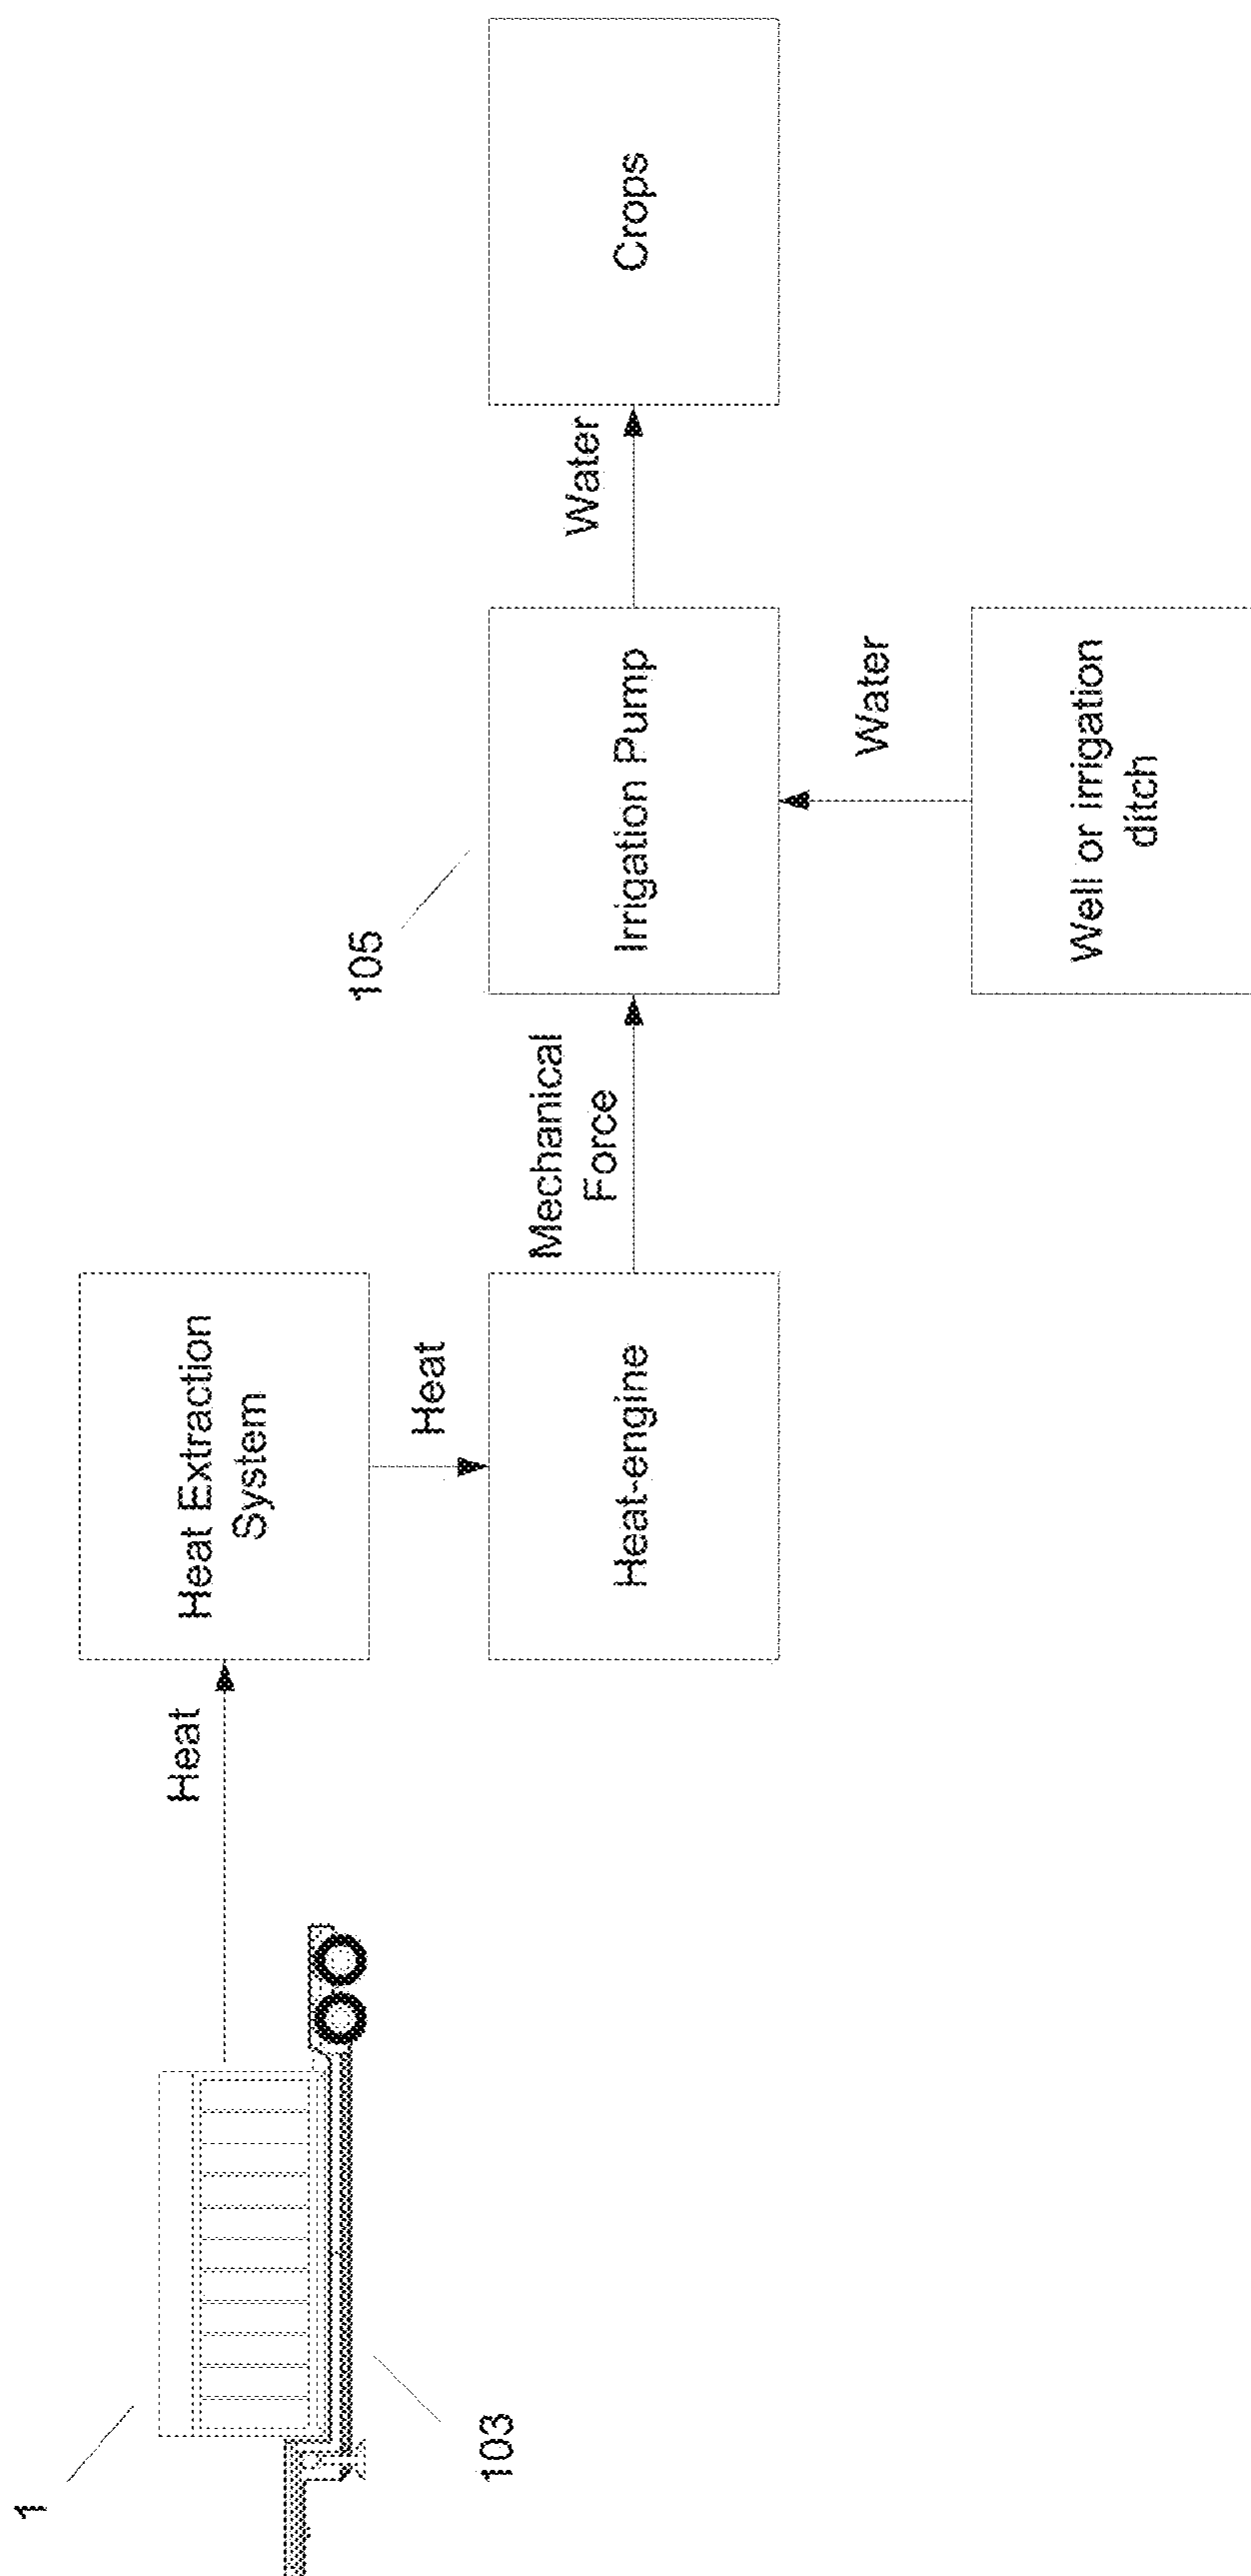 1
103
Heat
Heat Extraction
System
Heat
Heat-engine
Mechanical
Force
105
Irrigation Pump
Water
Well or irrigation
ditch
Water
Crops